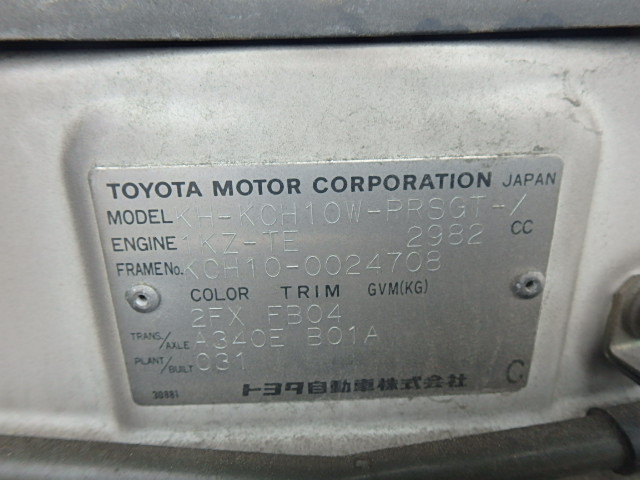 TOYOTA MOTOR CORPORATION JAPAN
MODEL KH-KCH10W-PRSGT-/
ENGINE 1KZ-TE 2982 CC
FRAME No. KCH10-0024708
COLOR TRIM GVM(KG)
2FX FB04
TRANS./AXLE A340E B01A
PLANT/BUILT 031
30881 トヨタ自動車株式会社 C